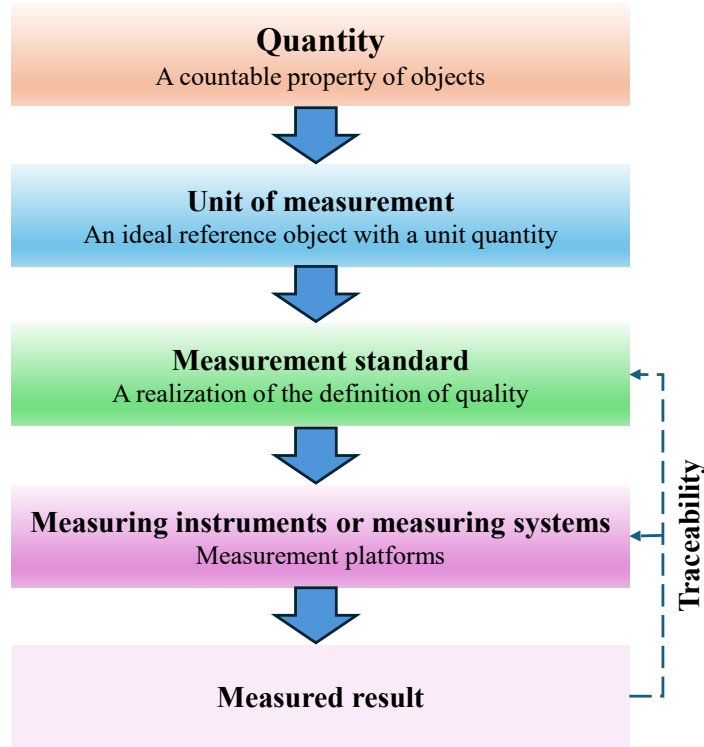 Quantity
A countable property of objects
Unit of measurement
An ideal reference object with a unit quantity
Measurement standard
A realization of the definition of quality
Measuring instruments or measuring systems
Measurement platforms
Measured result
Traceability